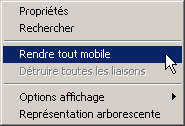 Propriétés
Rechercher
Rendre tout mobile
Détruire toutes les liaisons
Options affichage
Représentation arborescente